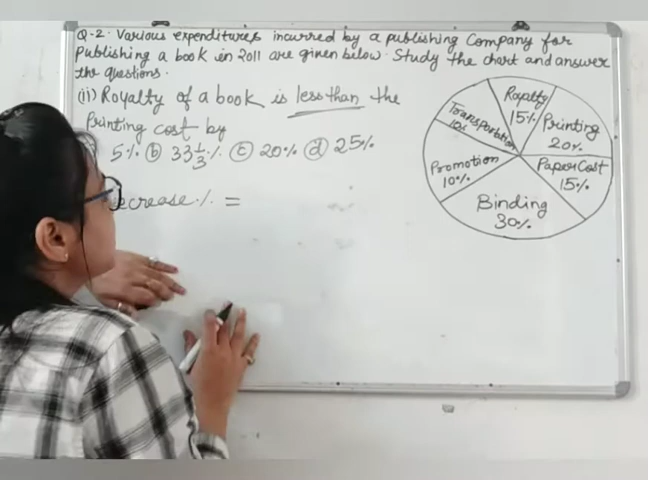 Q-2. Various expenditures incurred by a publishing Company for
Publishing a book in 2011 are given below. Study the chart and answer
the questions.
(ii) Royalty of a book is less than the
Printing cost by
5% (b) 33 1/3 % (c) 20% (d) 25%
ecrease % =
Royalty
15%
Printing
20%
Paper Cost
15%
Binding
30%
Promotion
10%
Transportation
10%